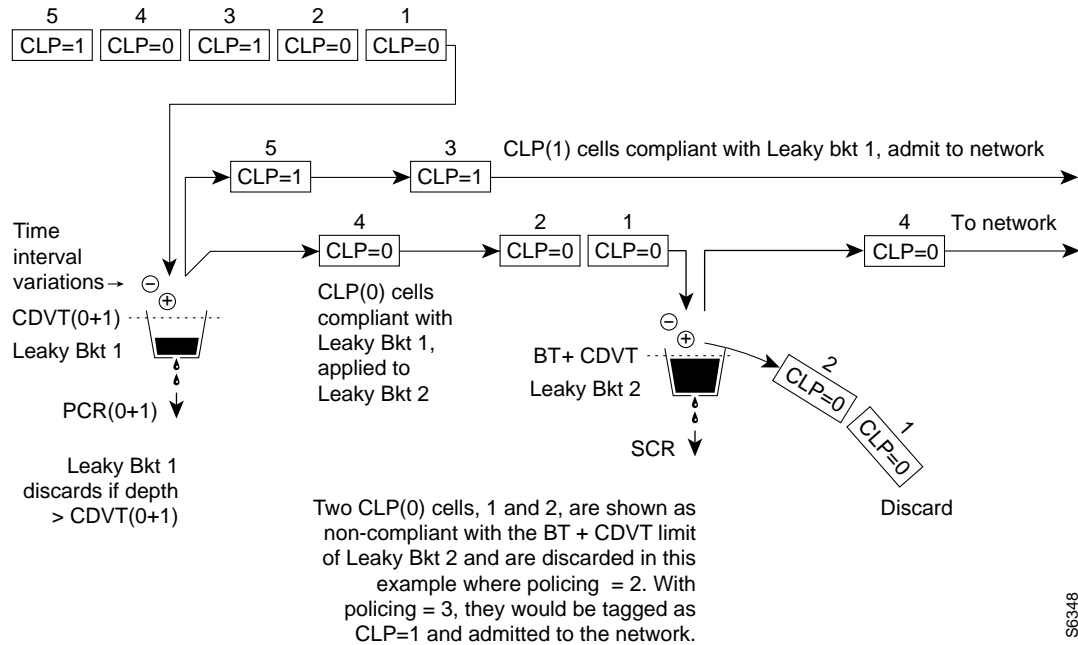 5 4 3 2 1
CLP=1 CLP=0 CLP=1 CLP=0 CLP=0
5 3 CLP(1) cells compliant with Leaky bkt 1, admit to network
CLP=1 CLP=1
4 2 1 4 To network
CLP=0 CLP=0 CLP=0 CLP=0
Time
interval
variations
− +
CDVT(0+1)
Leaky Bkt 1
PCR(0+1)
Leaky Bkt 1
discards if depth
> CDVT(0+1)
CLP(0) cells
compliant with
Leaky Bkt 1,
applied to
Leaky Bkt 2
− +
BT+ CDVT
Leaky Bkt 2
SCR
2
CLP=0
1
CLP=0
Discard
Two CLP(0) cells, 1 and 2, are shown as
non-compliant with the BT + CDVT limit
of Leaky Bkt 2 and are discarded in this
example where policing = 2. With
policing = 3, they would be tagged as
CLP=1 and admitted to the network.
S6348